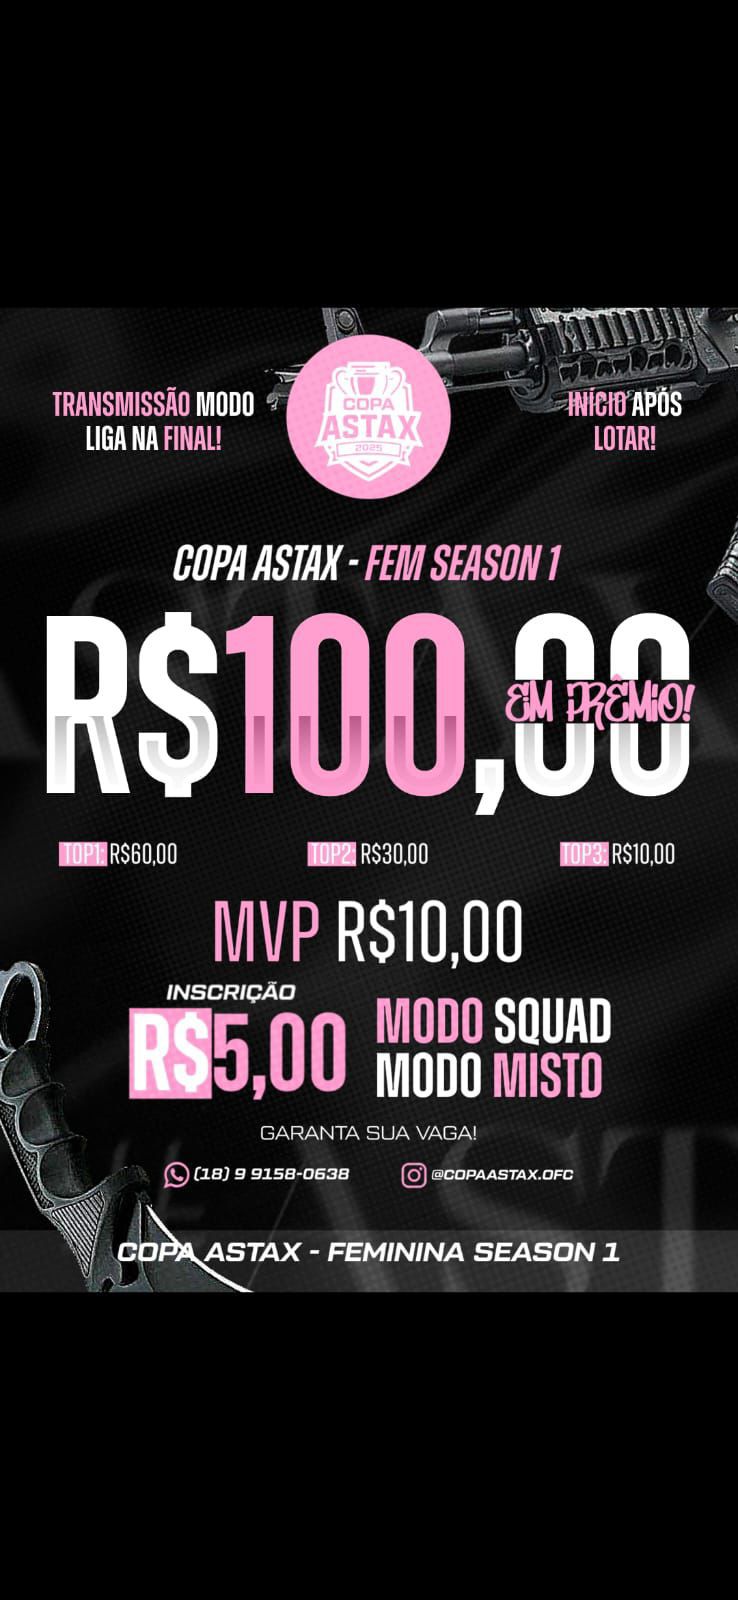 TRANSMISSÃO MODO
LIGA NA FINAL!
COPA
ASTAX
2025
INÍCIO APÓS
LOTAR!
COPA ASTAX - FEM SEASON 1
R$100,00
EM PRÊMIO!
TOP1: R$60,00
TOP2: R$30,00
TOP3: R$10,00
MVP R$10,00
INSCRIÇÃO
R$5,00
MODO SQUAD
MODO MISTO
GARANTA SUA VAGA!
(18) 9 9158-0638
@COPAASTAX.OFC
COPA ASTAX - FEMININA SEASON 1